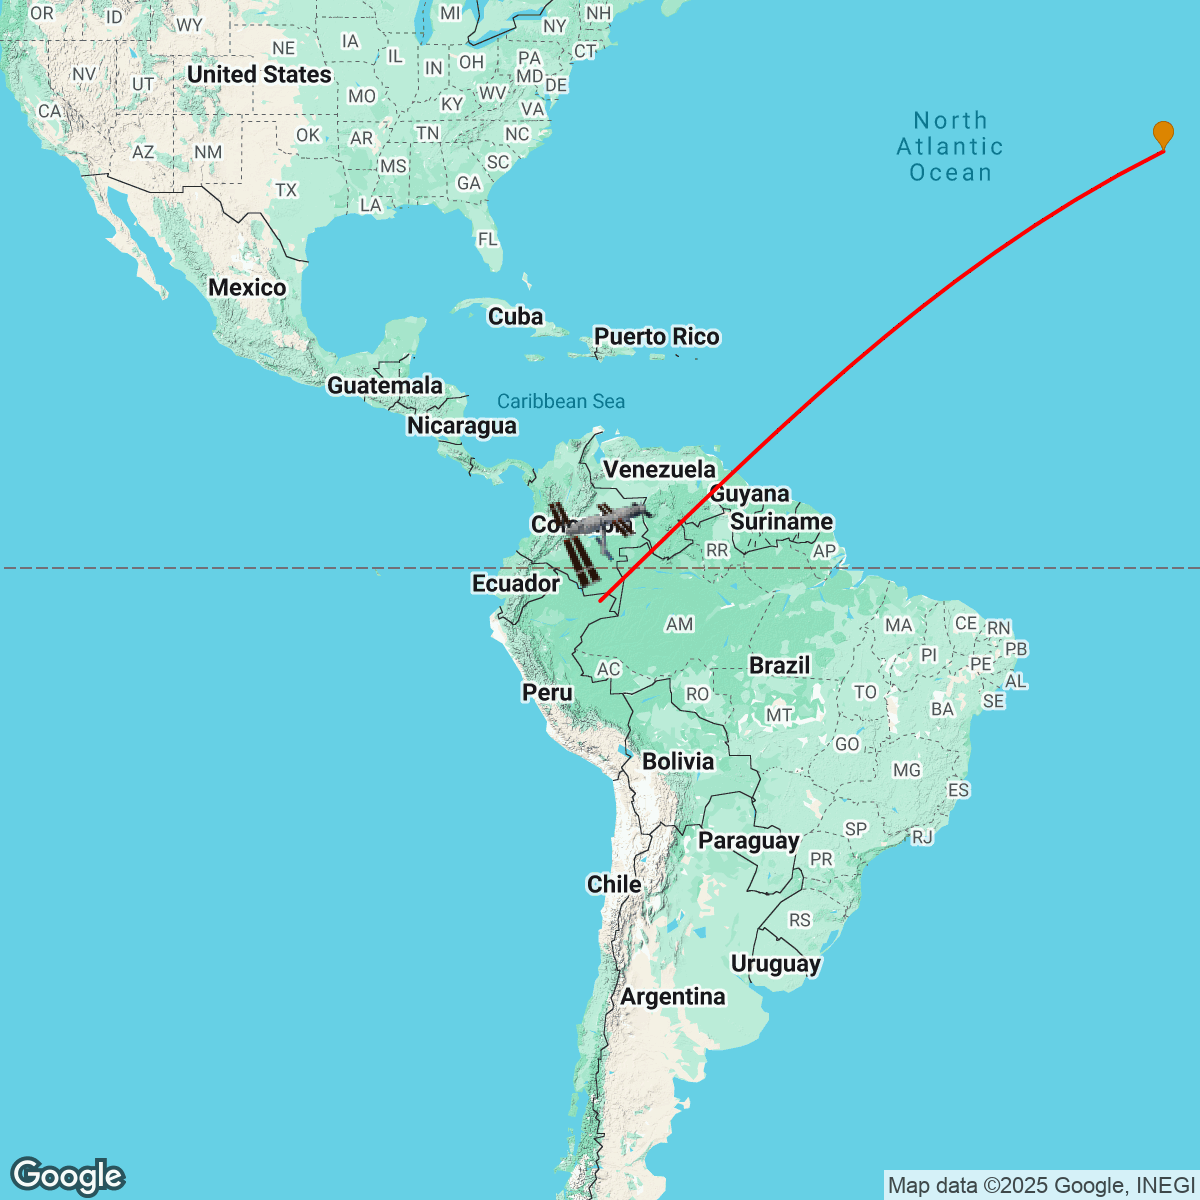 OR
ID
WY
MI
NH
NY
NE
IA
IL
IN
OH
PA
CT
NV
UT
United States
MD
DE
MO
KY
WV
VA
CA
OK
AR
TN
NC
North
Atlantic
Ocean
AZ
NM
MS
SC
TX
LA
GA
FL
Mexico
Cuba
Puerto Rico
Guatemala
Caribbean Sea
Nicaragua
Venezuela
Guyana
Suriname
RR
AP
Ecuador
AM
MA
CE
RN
PI
PB
PE
AC
Brazil
AL
Peru
RO
TO
SE
BA
MT
GO
Bolivia
MG
ES
SP
RJ
Paraguay
PR
Chile
RS
Uruguay
Argentina
Google
Map data ©2025 Google, INEGI